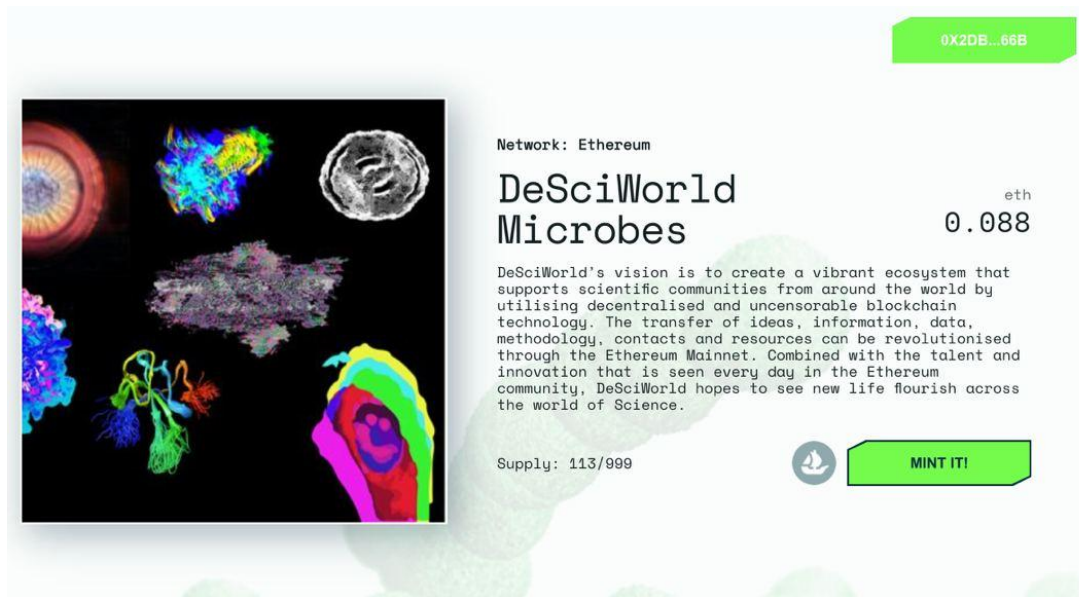 0X2DB...66B
Network: Ethereum
DeSciWorld
Microbes
eth
0.088
DeSciWorld's vision is to create a vibrant ecosystem that
supports scientific communities from around the world by
utilising decentralised and uncensorable blockchain
technology. The transfer of ideas, information, data,
methodology, contacts and resources can be revolutionised
through the Ethereum Mainnet. Combined with the talent and
innovation that is seen every day in the Ethereum
community, DeSciWorld hopes to see new life flourish across
the world of Science.
Supply: 113/999
MINT IT!